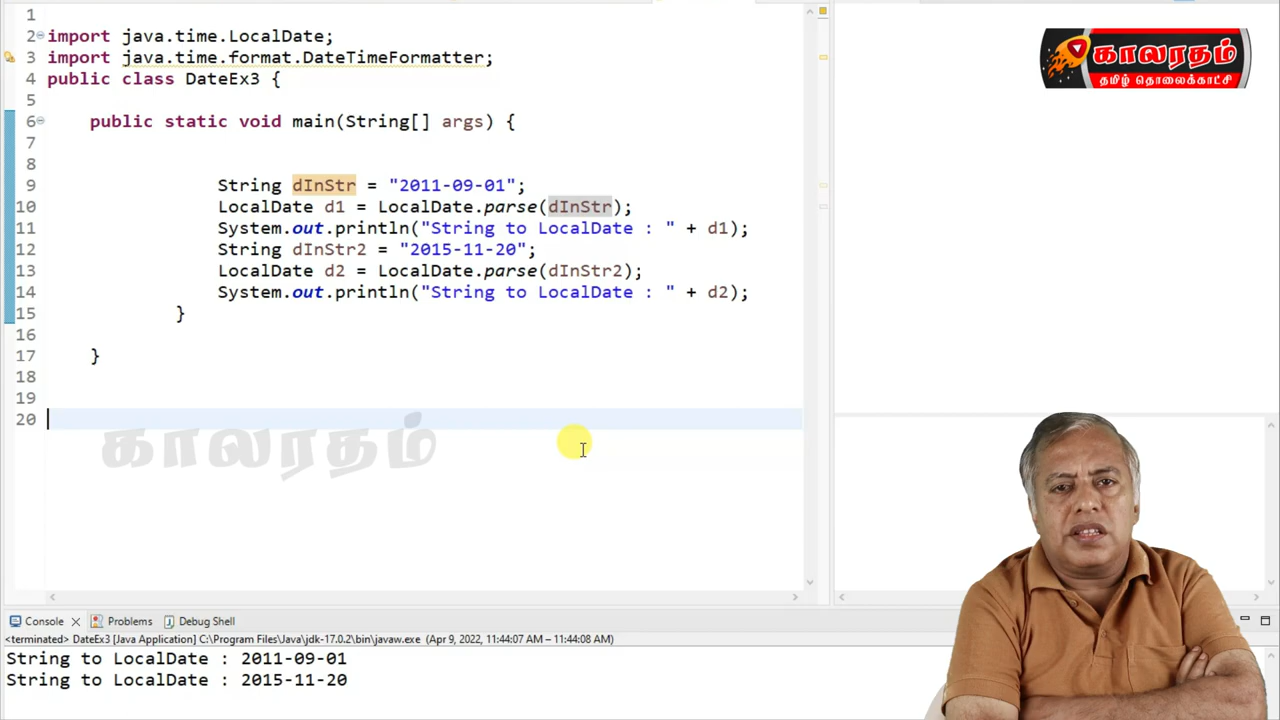 1
2 import java.time.LocalDate;
3 import java.time.format.DateTimeFormatter;
4 public class DateEx3 {
5
6 public static void main(String[] args) {
7
8
9 String dInStr = "2011-09-01";
10 LocalDate d1 = LocalDate.parse(dInStr);
11 System.out.println("String to LocalDate : " + d1);
12 String dInStr2 = "2015-11-20";
13 LocalDate d2 = LocalDate.parse(dInStr2);
14 System.out.println("String to LocalDate : " + d2);
15 }
16
17 }
18
19
20
காலரதம்
தமிழ் தொலைக்காட்சி
காலரதம்
Console Problems Debug Shell
<terminated> DateEx3 [Java Application] C:\Program Files\Java\jdk-17.0.2\bin\javaw.exe (Apr 9, 2022, 11:44:07 AM – 11:44:08 AM)
String to LocalDate : 2011-09-01
String to LocalDate : 2015-11-20